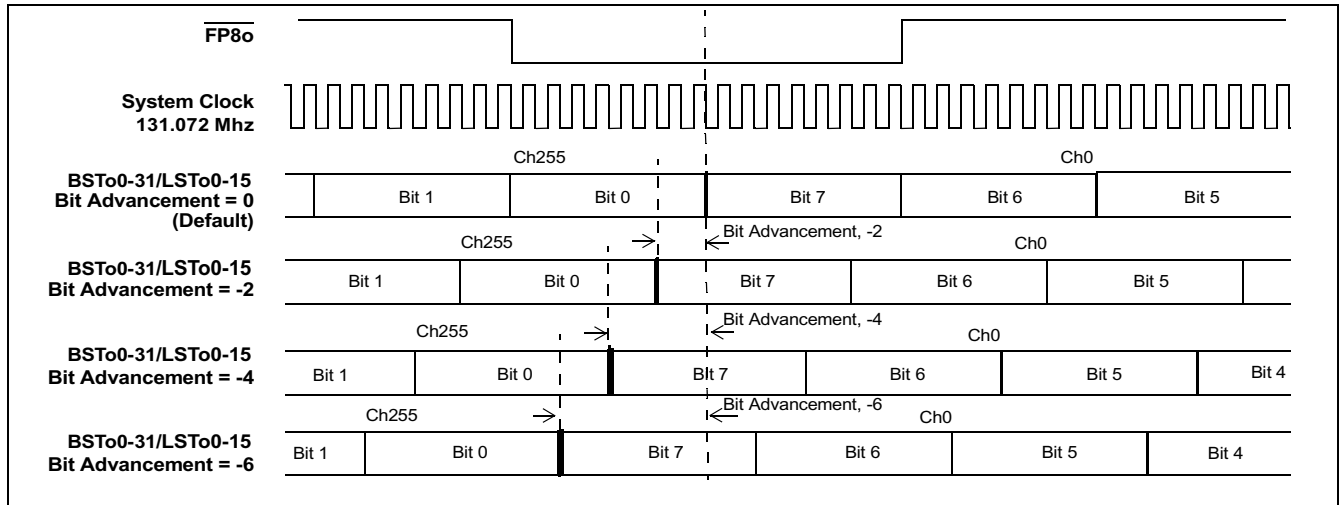 FP8o
System Clock
131.072 Mhz
Ch255 Ch0
BSTo0-31/LSTo0-15
Bit Advancement = 0
(Default)
Bit 1 Bit 0 Bit 7 Bit 6 Bit 5
Bit Advancement, -2
Ch255 Ch0
BSTo0-31/LSTo0-15
Bit Advancement = -2
Bit 1 Bit 0 Bit 7 Bit 6 Bit 5
Bit Advancement, -4
Ch255 Ch0
BSTo0-31/LSTo0-15
Bit Advancement = -4
Bit 1 Bit 0 Bit 7 Bit 6 Bit 5 Bit 4
Bit Advancement, -6
Ch255 Ch0
BSTo0-31/LSTo0-15
Bit Advancement = -6
Bit 1 Bit 0 Bit 7 Bit 6 Bit 5 Bit 4